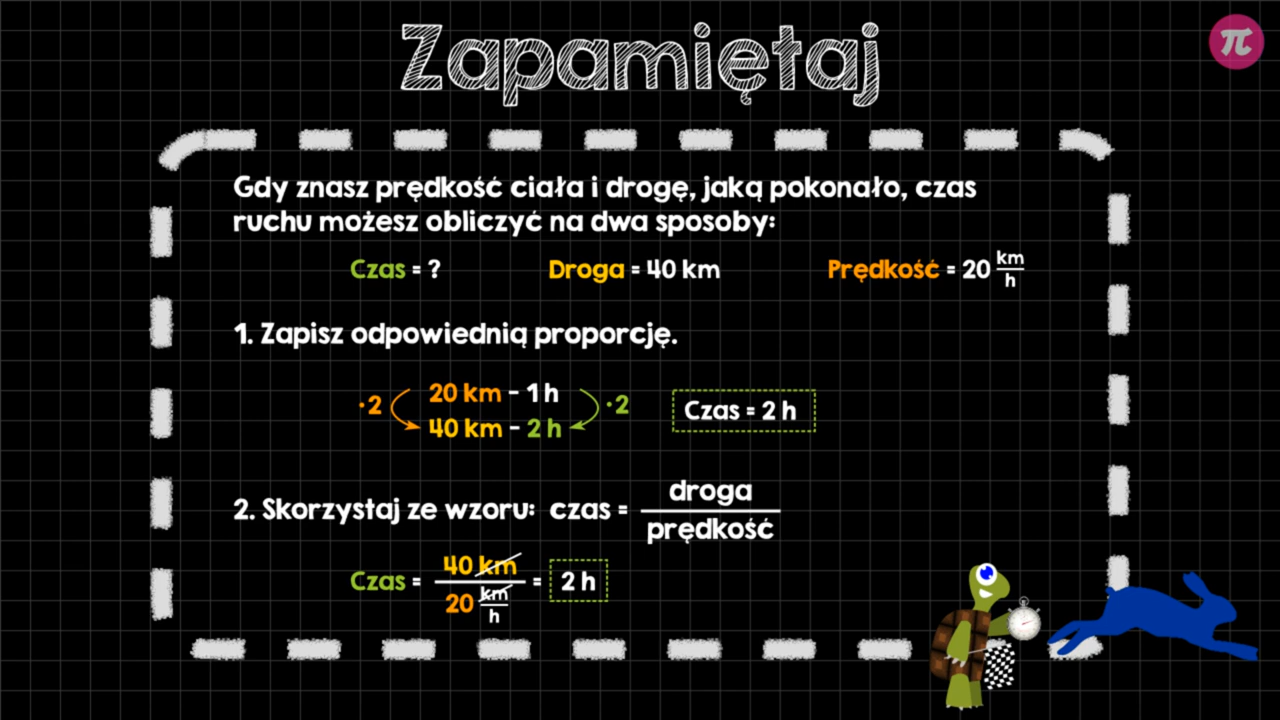 Zapamiętaj
π
Gdy znasz prędkość ciała i drogę, jaką pokonało, czas
ruchu możesz obliczyć na dwa sposoby:
Czas = ? Droga = 40 km Prędkość = 20 km/h
1. Zapisz odpowiednią proporcję.
·2 20 km - 1 h ·2
40 km - 2 h
Czas = 2 h
2. Skorzystaj ze wzoru: czas = droga/prędkość
Czas = 40 km / 20 km/h = 2 h